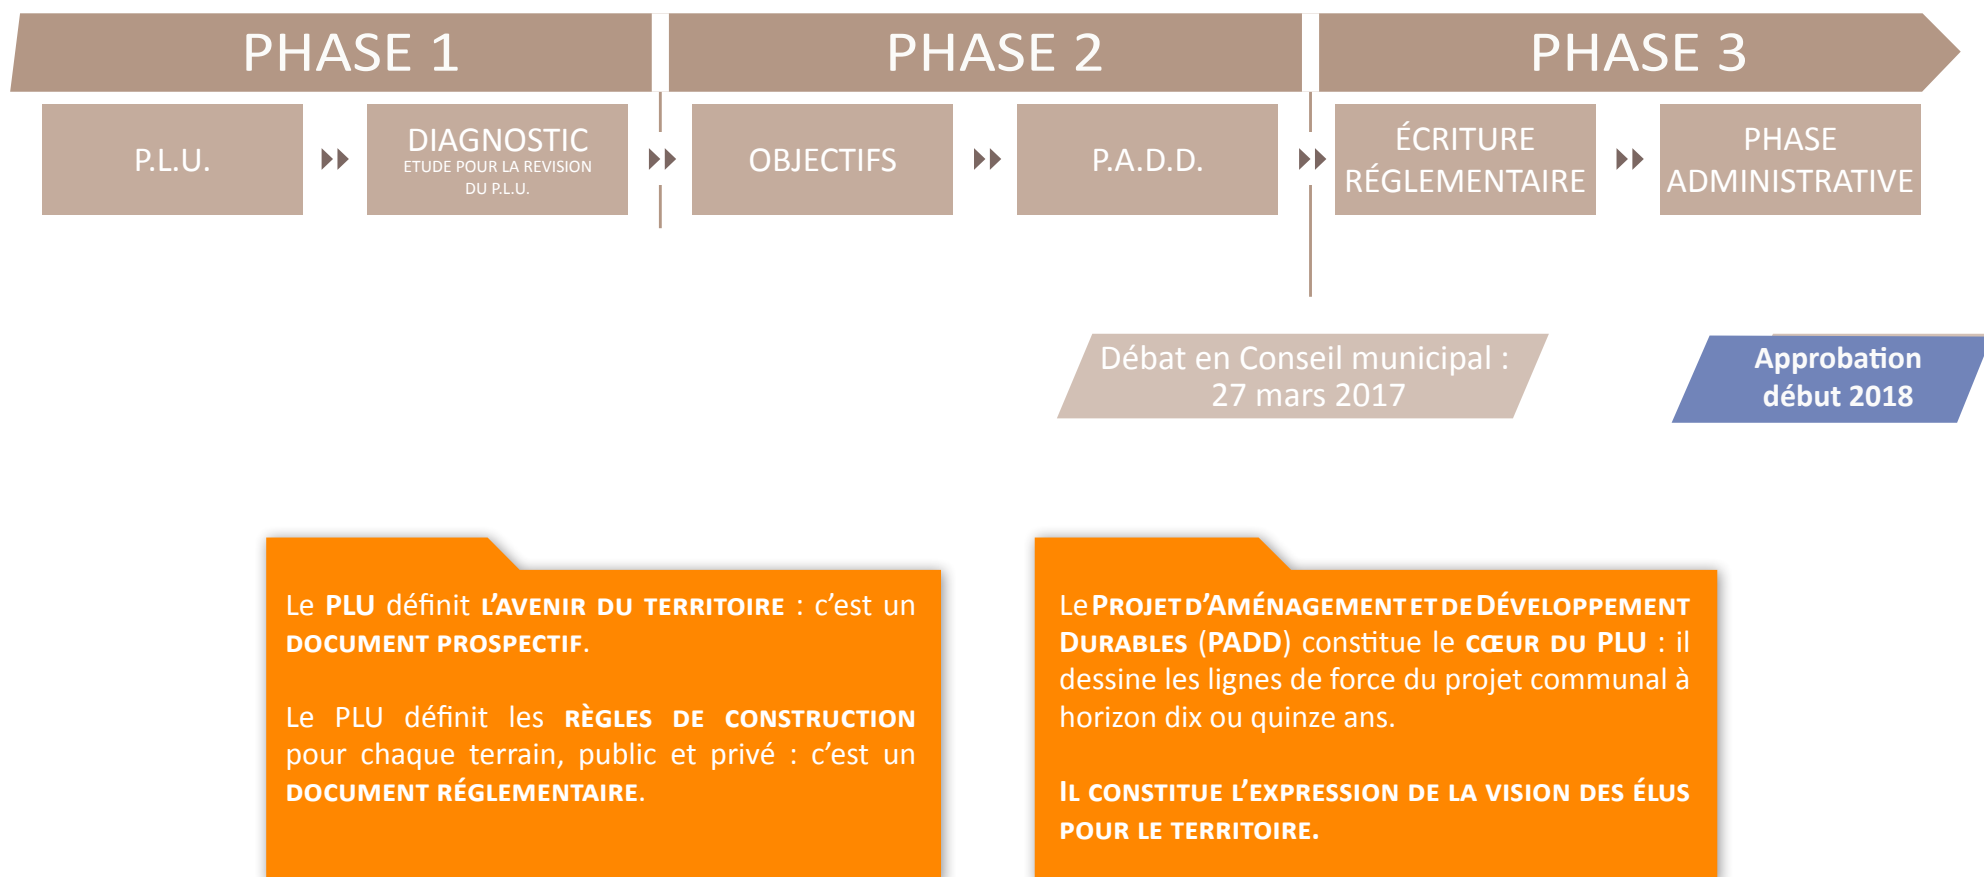 PHASE 1
PHASE 2
PHASE 3
P.L.U.
DIAGNOSTIC
ETUDE POUR LA REVISION
DU P.L.U.
OBJECTIFS
P.A.D.D.
ÉCRITURE
RÉGLEMENTAIRE
PHASE
ADMINISTRATIVE
Débat en Conseil municipal :
27 mars 2017
Approbation
début 2018
Le PLU définit L'AVENIR DU TERRITOIRE : c'est un
DOCUMENT PROSPECTIF.
Le PLU définit les RÈGLES DE CONSTRUCTION
pour chaque terrain, public et privé : c'est un
DOCUMENT RÉGLEMENTAIRE.
Le PROJET D'AMÉNAGEMENT ET DE DÉVELOPPEMENT
DURABLES (PADD) constitue le CŒUR DU PLU : il
dessine les lignes de force du projet communal à
horizon dix ou quinze ans.
IL CONSTITUE L'EXPRESSION DE LA VISION DES ÉLUS
POUR LE TERRITOIRE.